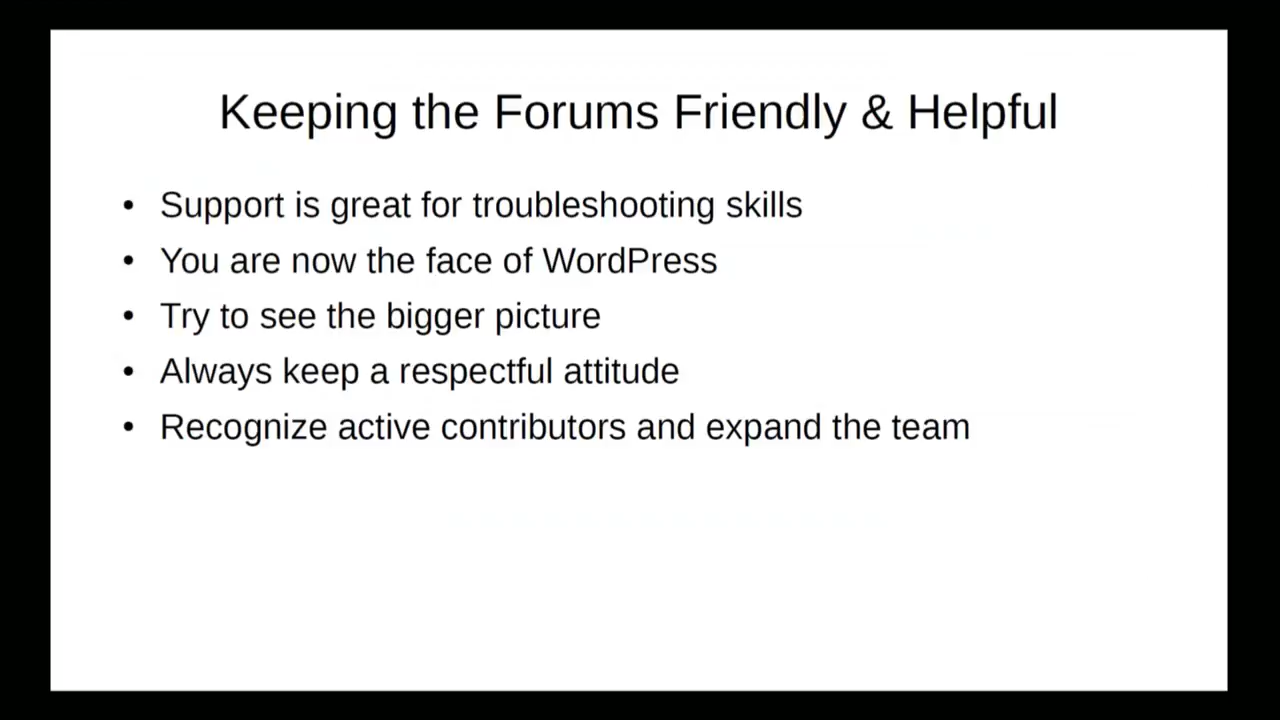 Keeping the Forums Friendly & Helpful
• Support is great for troubleshooting skills
• You are now the face of WordPress
• Try to see the bigger picture
• Always keep a respectful attitude
• Recognize active contributors and expand the team